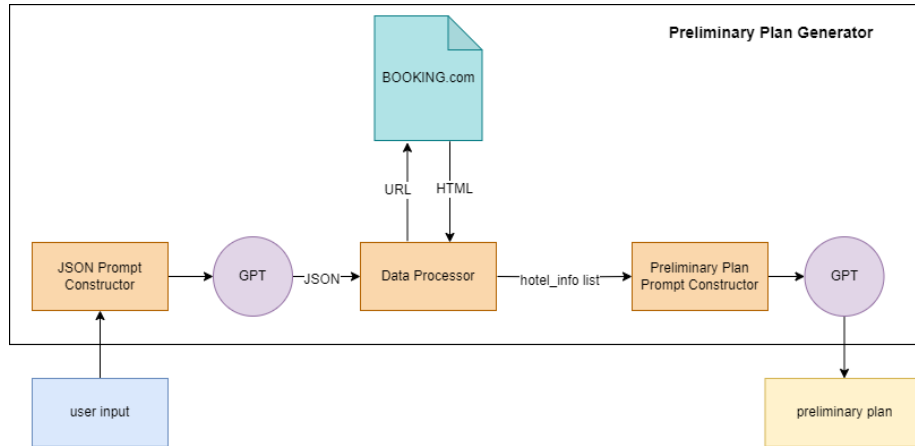 Preliminary Plan Generator
BOOKING.com
URL
HTML
JSON Prompt
Constructor
GPT
JSON
Data Processor
hotel_info list
Preliminary Plan
Prompt Constructor
GPT
user input
preliminary plan